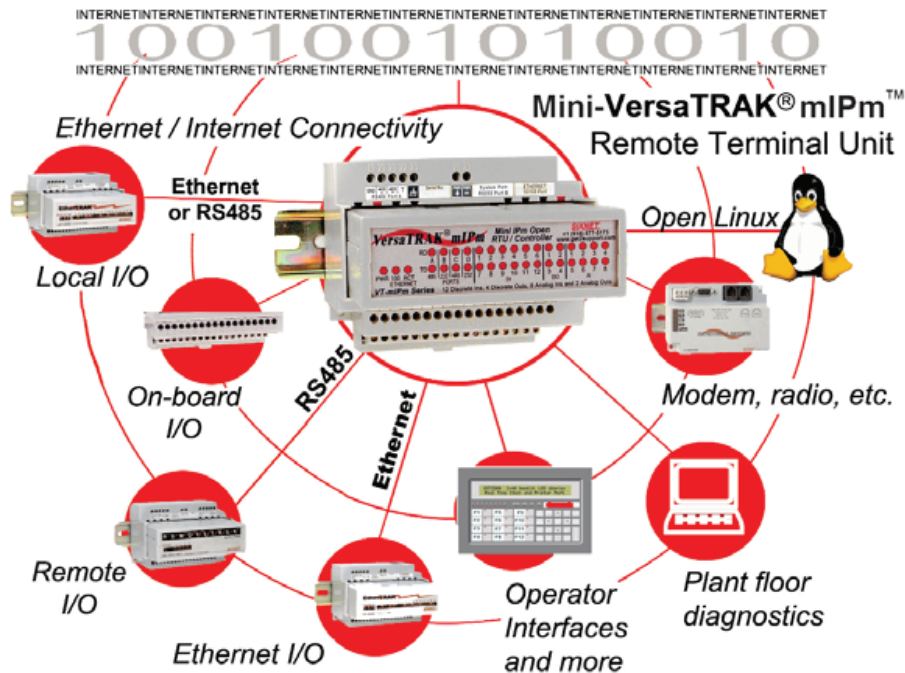 INTERNETINTERNETINTERNETINTERNETINTERNETINTERNETINTERNETINTERNETINTERNETINTERNETINTERNETINTERNET
1001001010010
INTERNETINTERNETINTERNETINTERNETINTERNETINTERNETINTERNETINTERNETINTERNETINTERNETINTERNETINTERNET
Mini-VersaTRAK® mIPm™
Remote Terminal Unit
Ethernet / Internet Connectivity
Ethernet
or RS485
Open Linux
VersaTRAK® mIPm
Mini IPm Open
RTU / Controller
SIXNET
VT-mIPm Series
12 Discrete Ins, 4 Discrete Outs, 6 Analog Ins and 2 Analog Outs
Local I/O
On-board
I/O
RS485
Ethernet
Modem, radio, etc.
Remote
I/O
Ethernet I/O
Operator
Interfaces
and more
Plant floor
diagnostics